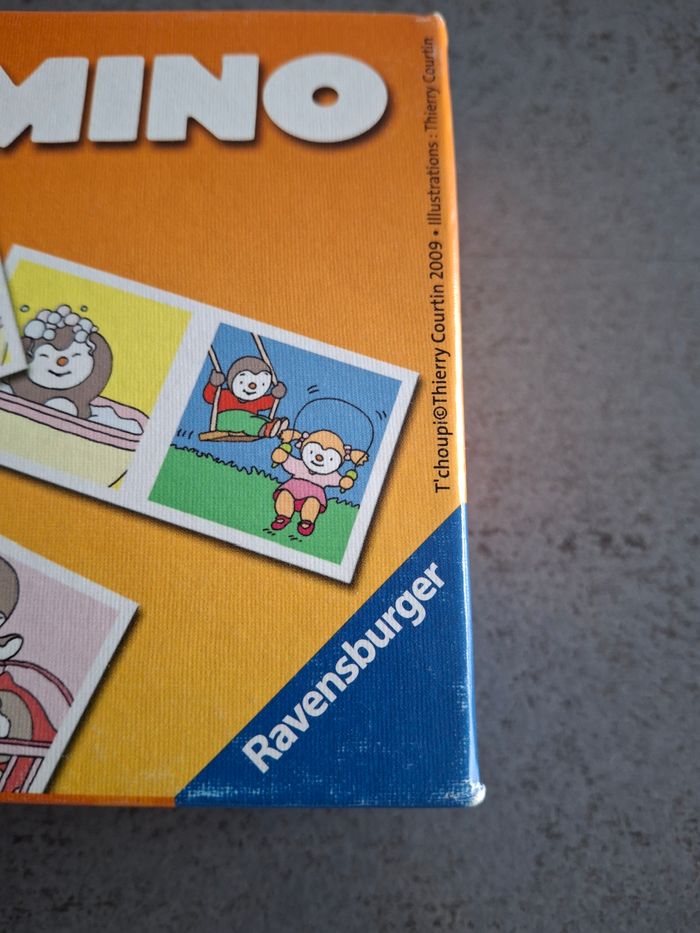 MINO
T'choupi©Thierry Courtin 2009 • Illustrations : Thierry Courtin
Ravensburger